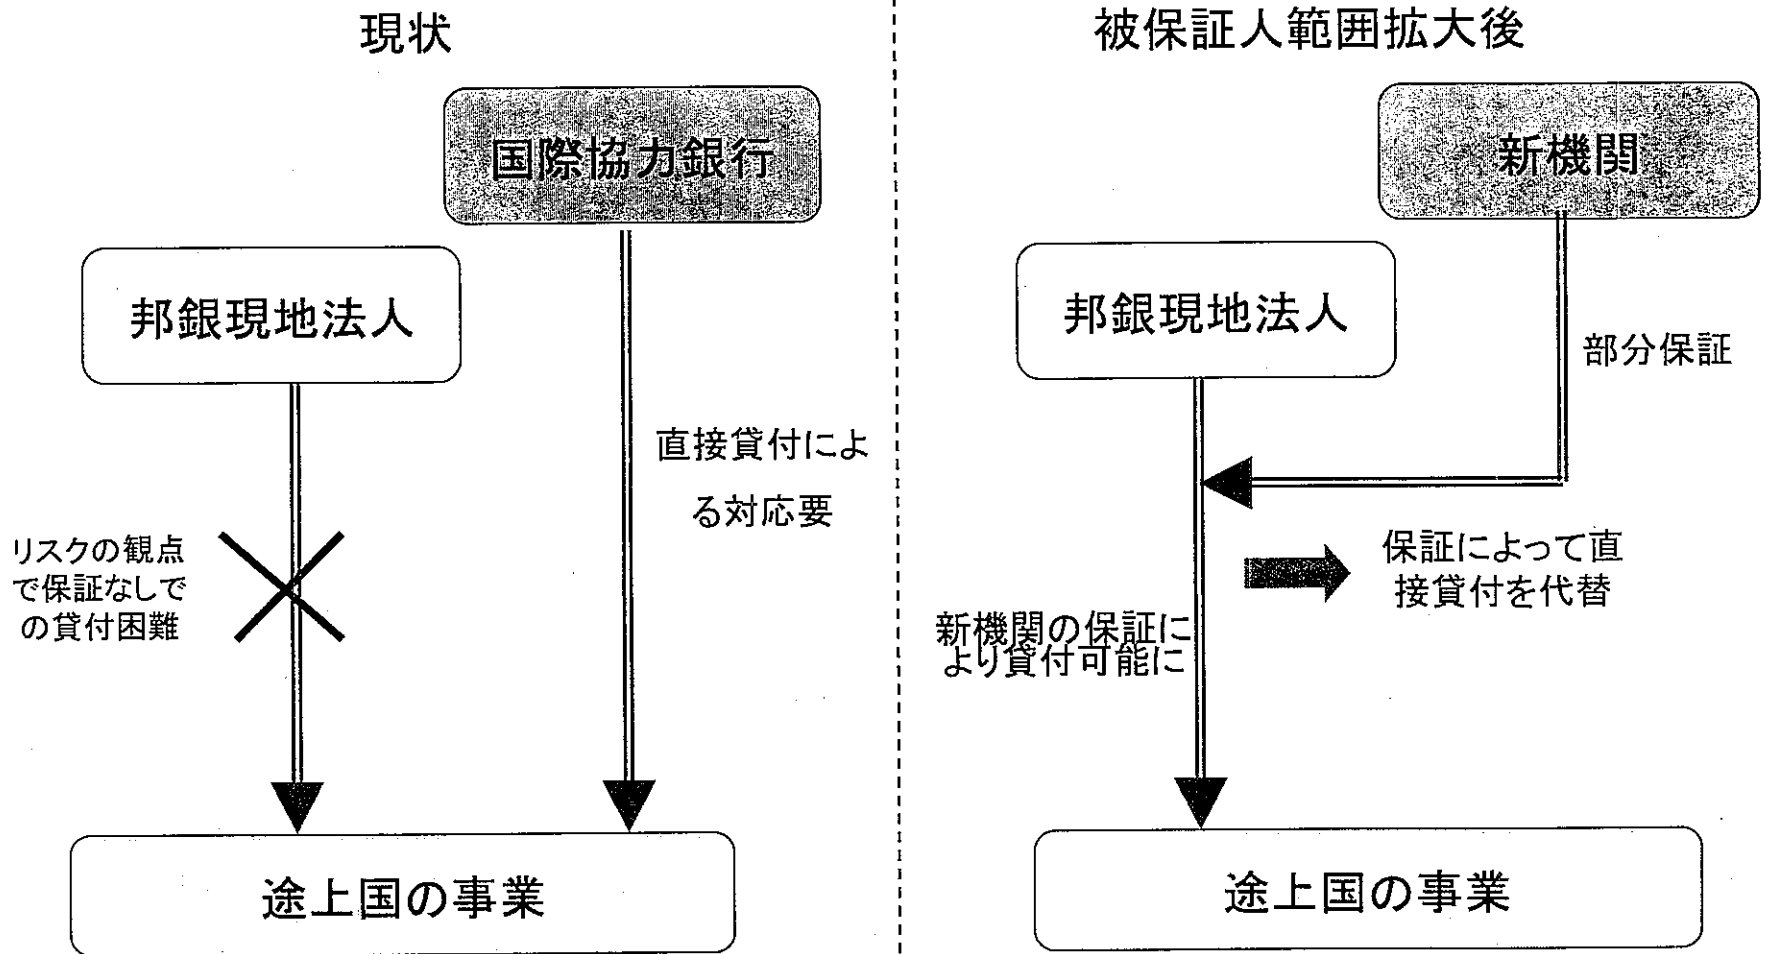 現状
国際協力銀行
邦銀現地法人
直接貸付によ
る対応要
リスクの観点
で保証なしで
の貸付困難
途上国の事業
被保証人範囲拡大後
新機関
邦銀現地法人
部分保証
保証によって直
接貸付を代替
新機関の保証に
より貸付可能に
途上国の事業